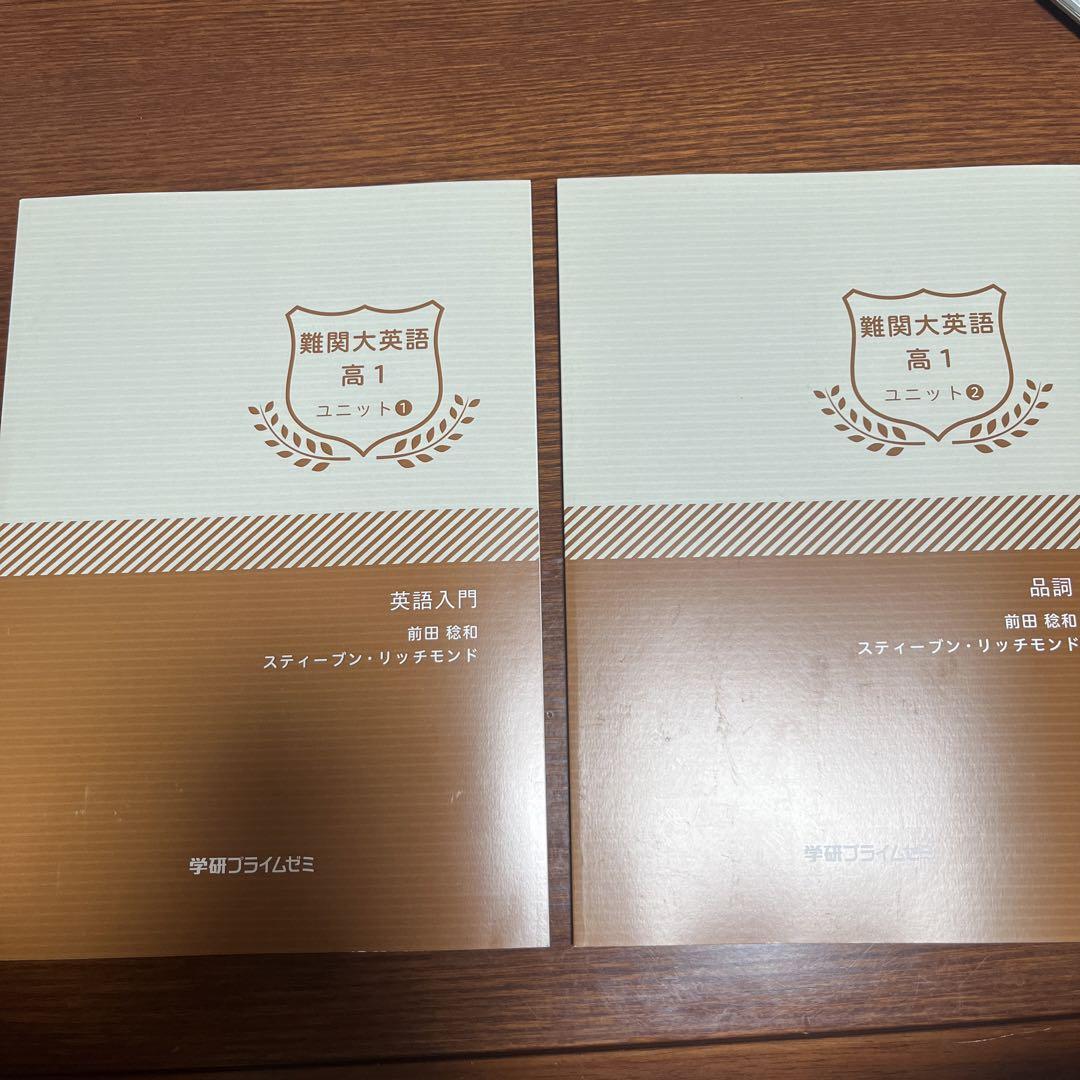 難関大英語
高1
ユニット❶
英語入門
前田 稔和
スティーブン・リッチモンド
学研プライムゼミ
難関大英語
高1
ユニット❷
品詞
前田 稔和
スティーブン・リッチモンド
学研プライムゼミ